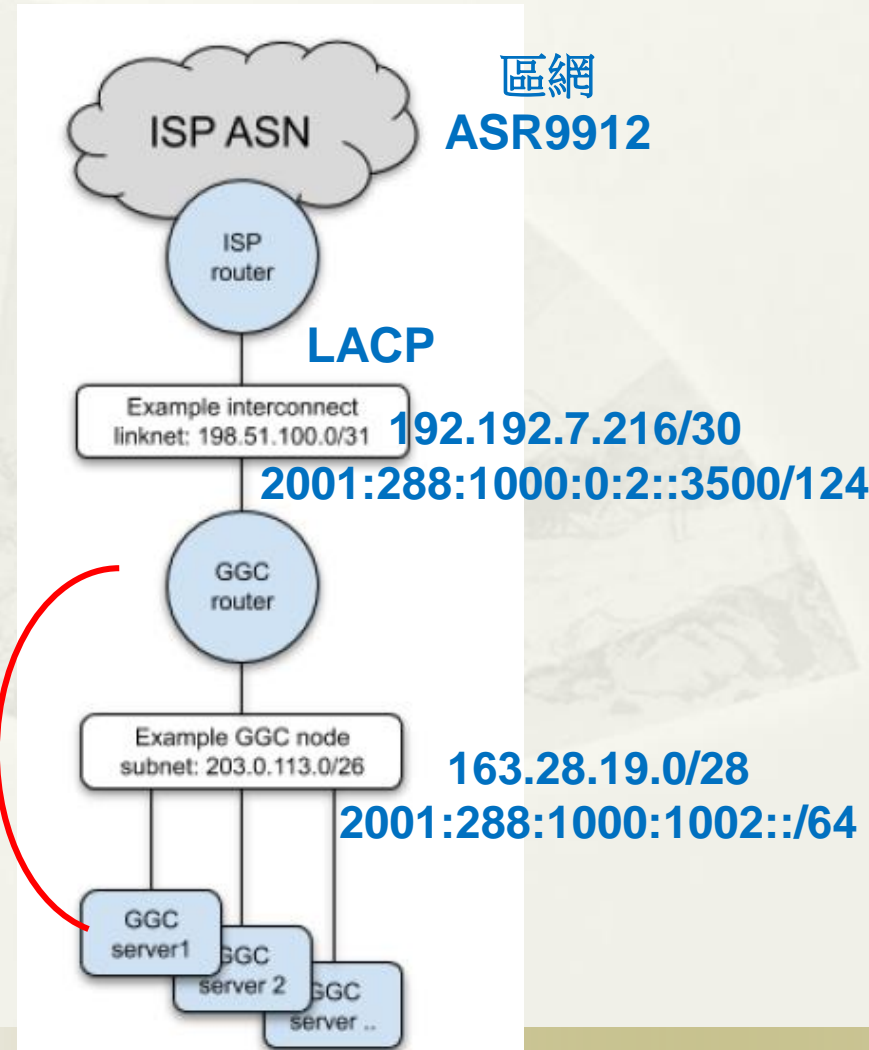 區網
ASR9912
ISP ASN
ISP
router
LACP
Example interconnect
linknet: 198.51.100.0/31
192.192.7.216/30
2001:288:1000:0:2::3500/124
GGC
router
Example GGC node
subnet: 203.0.113.0/26
163.28.19.0/28
2001:288:1000:1002::/64
GGC
server1
GGC
server 2
GGC
server ..